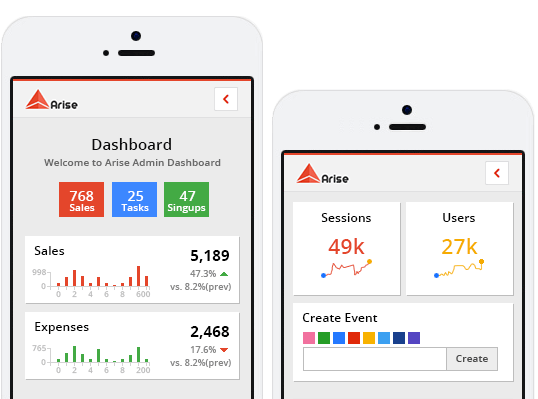 Arise
Dashboard
Welcome to Arise Admin Dashboard
768
Sales
25
Tasks
47
Singups
Sales
5,189
998
0
0 2 4 6 8 600
47.3%
vs. 8.2%(prev)
Expenses
2,468
765
0
0 2 4 6 8 200
17.6%
vs. 8.2%(prev)
Arise
Sessions
49k
Users
27k
Create Event
Create